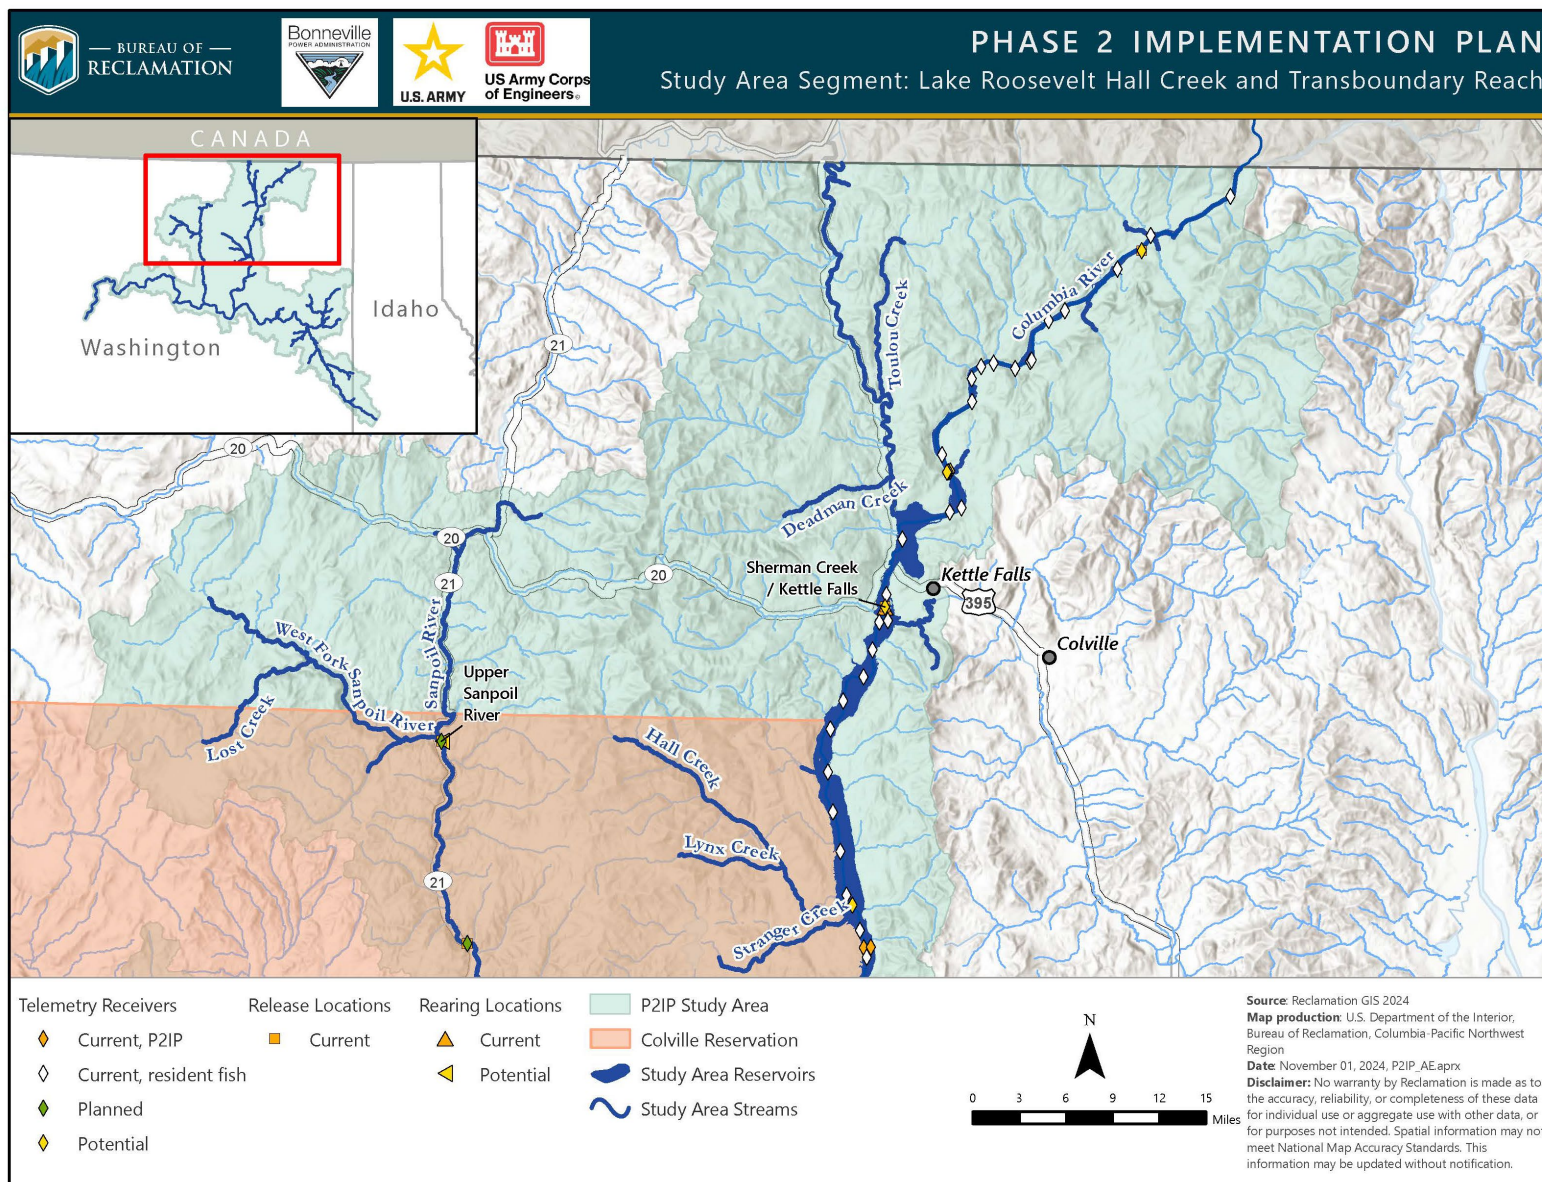 BUREAU OF
RECLAMATION
Bonneville
POWER ADMINISTRATION
U.S. ARMY
US Army Corps
of Engineers®
PHASE 2 IMPLEMENTATION PLAN
Study Area Segment: Lake Roosevelt Hall Creek and Transboundary Reach
CANADA
Washington
Idaho
21
20
Columbia River
Toulou Creek
Deadman Creek
20
21
20
Sherman Creek
/ Kettle Falls
Kettle Falls
395
Colville
West Fork Sanpoil River
Sanpoil River
Upper
Sanpoil
River
Lost Creek
Hall Creek
Lynx Creek
21
Stranger Creek
Telemetry Receivers
Current, P2IP
Current, resident fish
Planned
Potential
Release Locations
Current
Rearing Locations
Current
Potential
P2IP Study Area
Colville Reservation
Study Area Reservoirs
Study Area Streams
N
0 3 6 9 12 15
Miles
Source: Reclamation GIS 2024
Map production: U.S. Department of the Interior,
Bureau of Reclamation, Columbia-Pacific Northwest
Region
Date: November 01, 2024, P2IP_AE.aprx
Disclaimer: No warranty by Reclamation is made as to
the accuracy, reliability, or completeness of these data
for individual use or aggregate use with other data, or
for purposes not intended. Spatial information may not
meet National Map Accuracy Standards. This
information may be updated without notification.